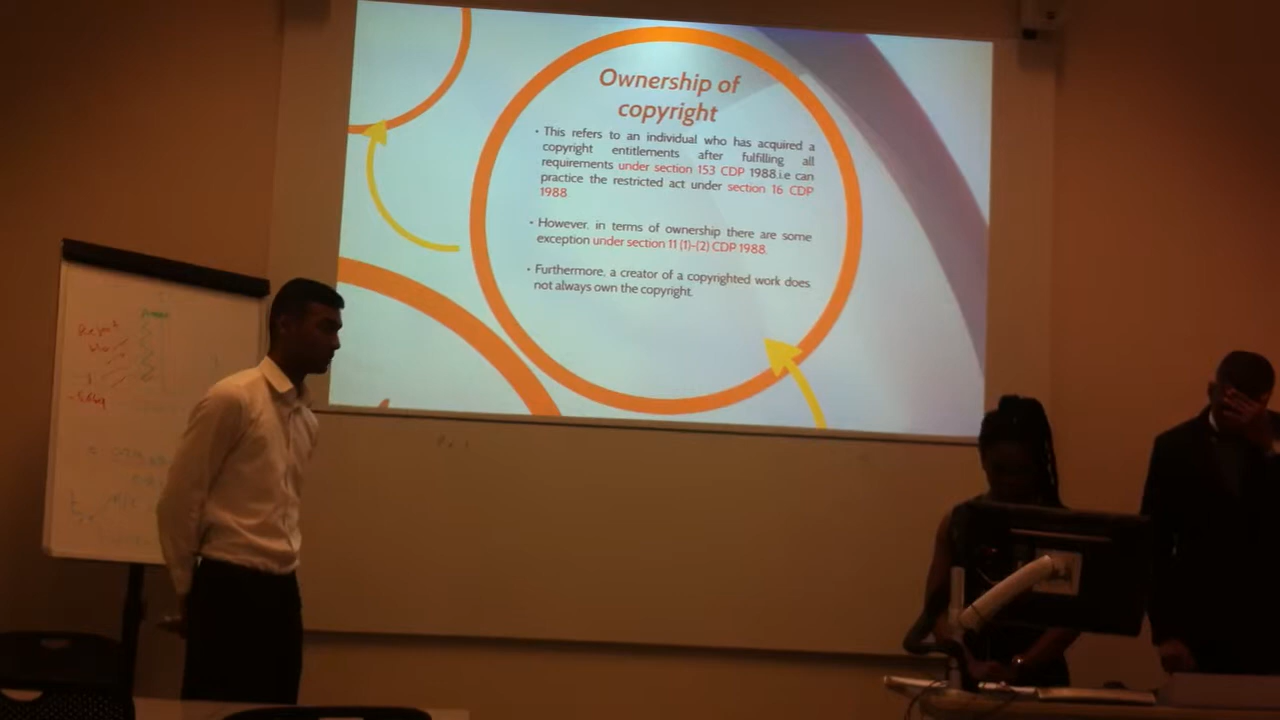 Ownership of
copyright
• This refers to an individual who has acquired a
copyright entitlements after fulfilling all
requirements under section 153 CDP 1988.i.e can
practice the restricted act under section 16 CDP
1988.
• However, in terms of ownership there are some
exception under section 11 (1)-(2) CDP 1988.
• Furthermore, a creator of a copyrighted work does
not always own the copyright.